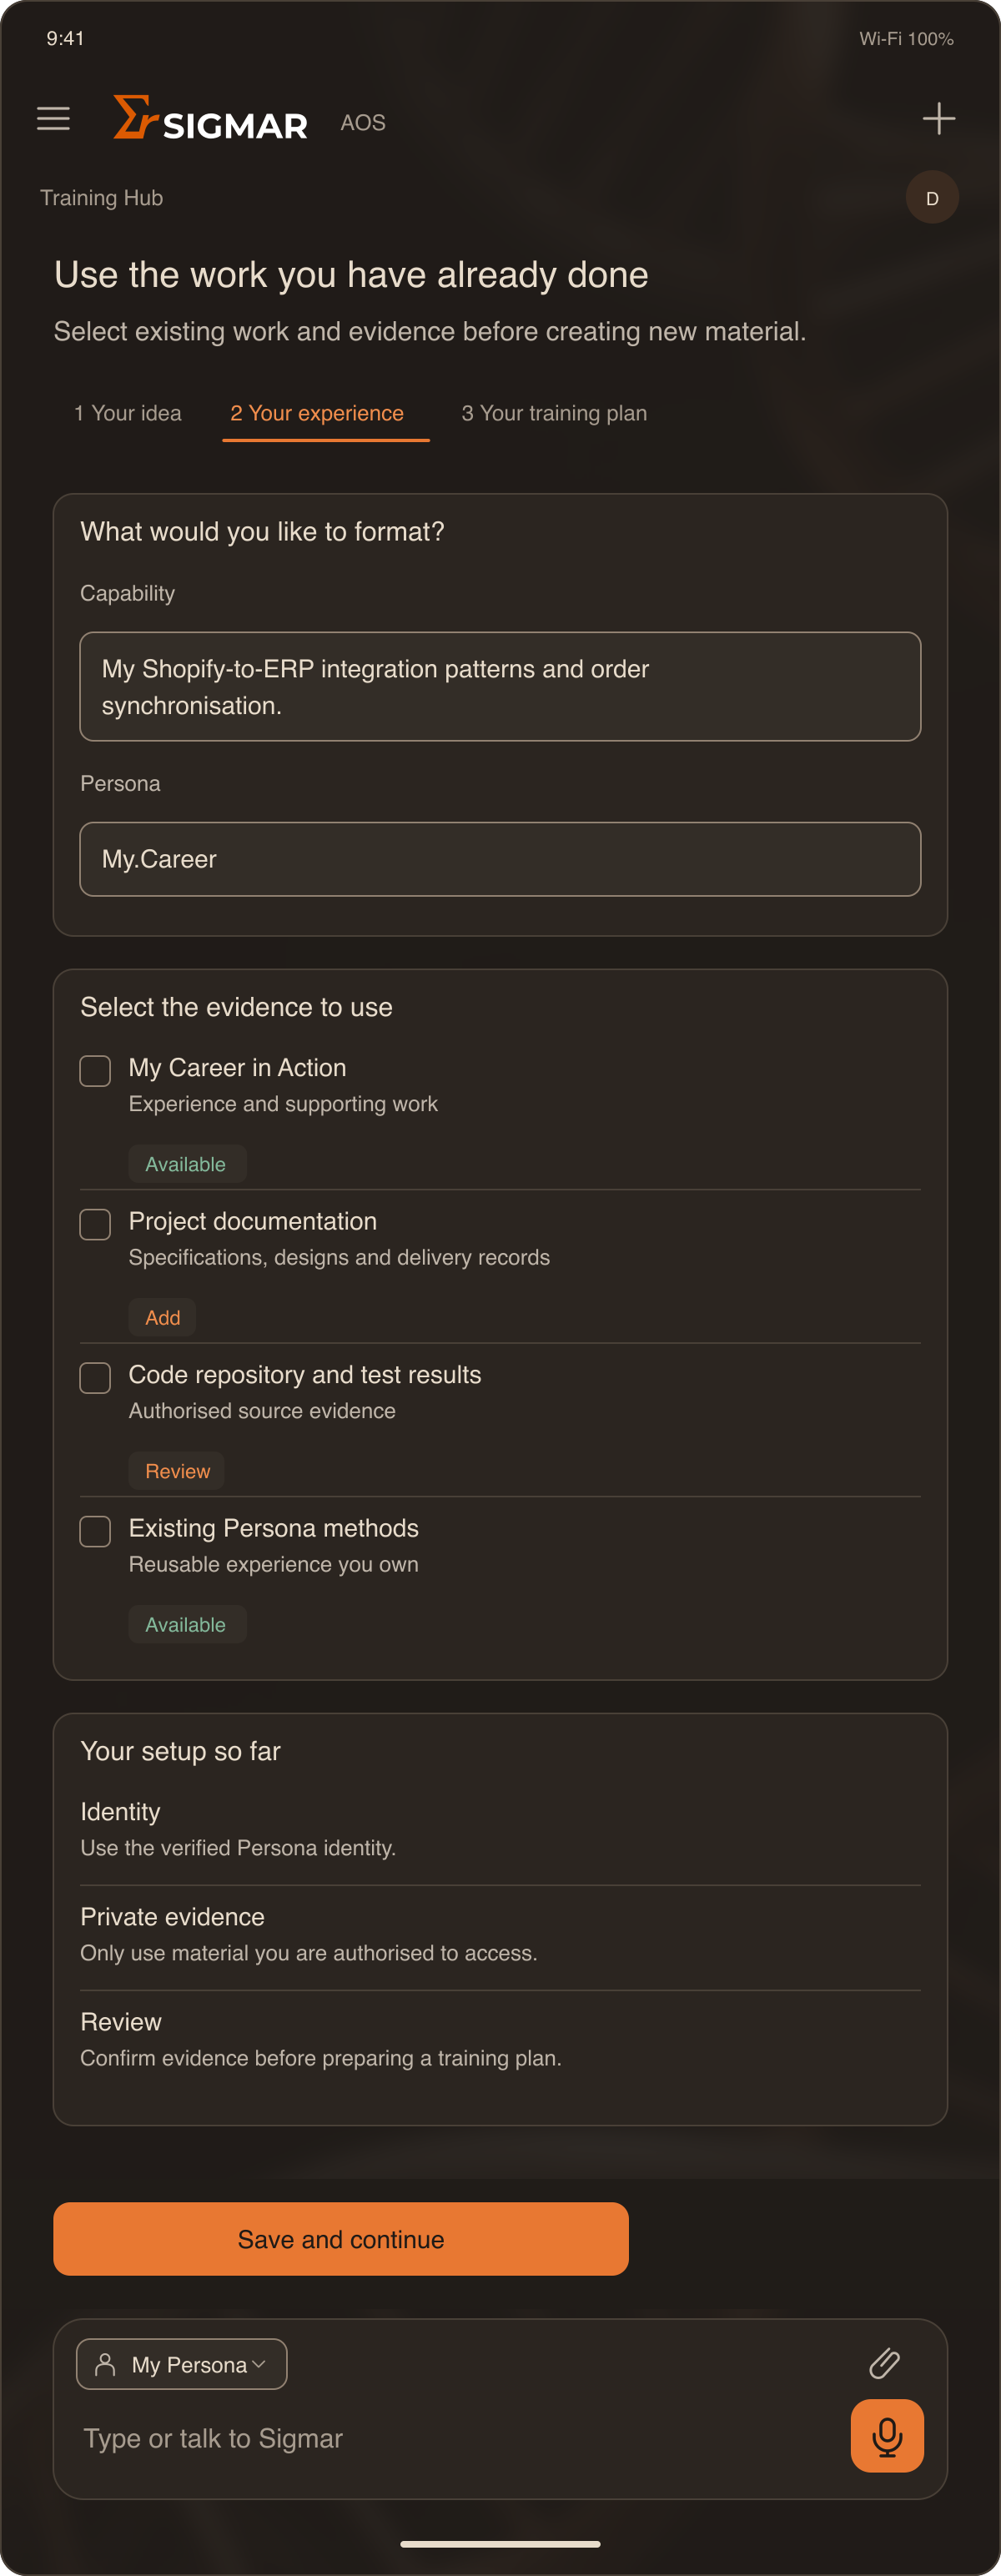 9:41
Wi-Fi 100%
Σr SIGMAR AOS
Training Hub
D
Use the work you have already done
Select existing work and evidence before creating new material.
1 Your idea
2 Your experience
3 Your training plan
What would you like to format?
Capability
My Shopify-to-ERP integration patterns and order
synchronisation.
Persona
My.Career
Select the evidence to use
My Career in Action
Experience and supporting work
Available
Project documentation
Specifications, designs and delivery records
Add
Code repository and test results
Authorised source evidence
Review
Existing Persona methods
Reusable experience you own
Available
Your setup so far
Identity
Use the verified Persona identity.
Private evidence
Only use material you are authorised to access.
Review
Confirm evidence before preparing a training plan.
Save and continue
My Persona
Type or talk to Sigmar